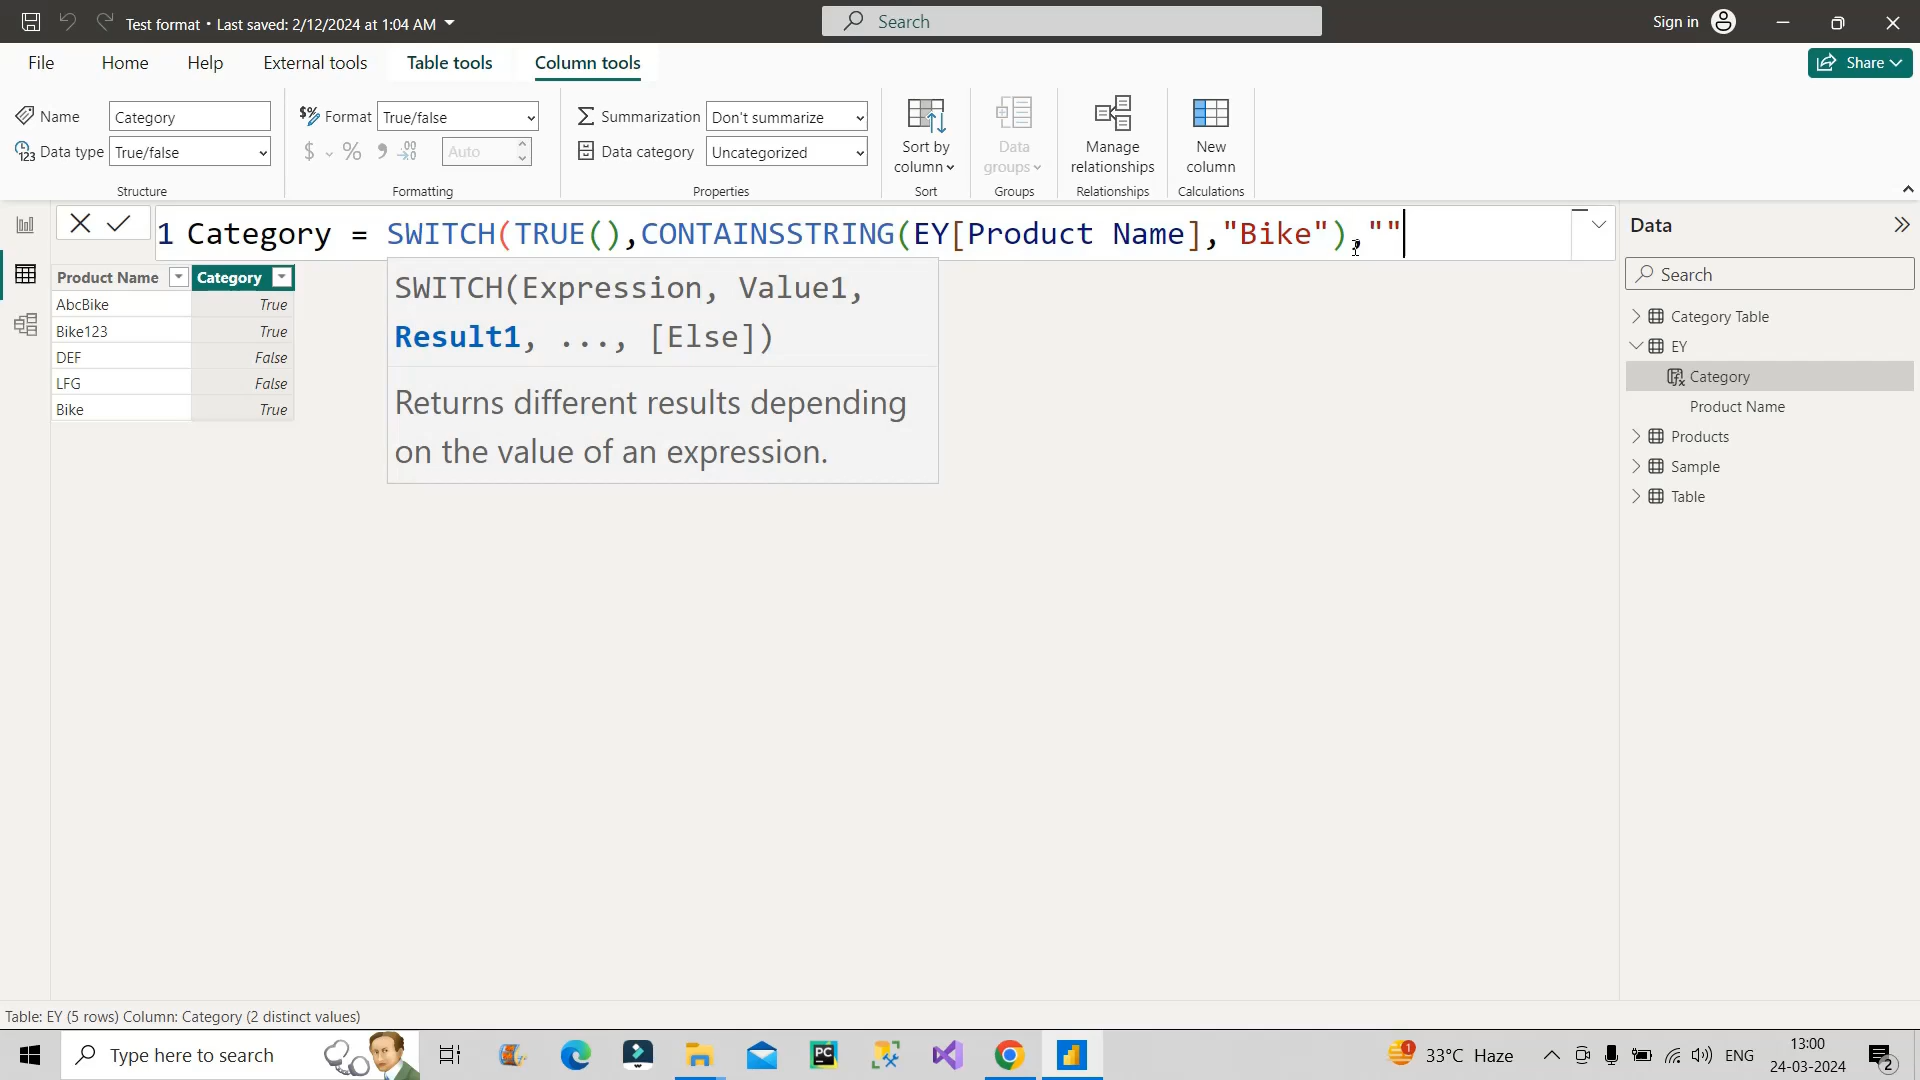 Test format • Last saved: 2/12/2024 at 1:04 AM
Search
Sign in
File
Home
Help
External tools
Table tools
Column tools
Share
Name
Category
Data type
True/false
Structure
Format
True/false
$
%
Auto
Formatting
Summarization
Don't summarize
Data category
Uncategorized
Properties
Sort by
column
Sort
Data
groups
Groups
Manage
relationships
Relationships
New
column
Calculations
1 Category = SWITCH(TRUE(),CONTAINSSTRING(EY[Product Name],"Bike"),""
SWITCH(Expression, Value1,
Result1, ..., [Else])
Returns different results depending
on the value of an expression.
Product Name Category
AbcBike True
Bike123 True
DEF False
LFG False
Bike True
Data
Search
Category Table
EY
Category
Product Name
Products
Sample
Table
Table: EY (5 rows) Column: Category (2 distinct values)
Type here to search
PC
33°C Haze
ENG
13:00
24-03-2024
1
2